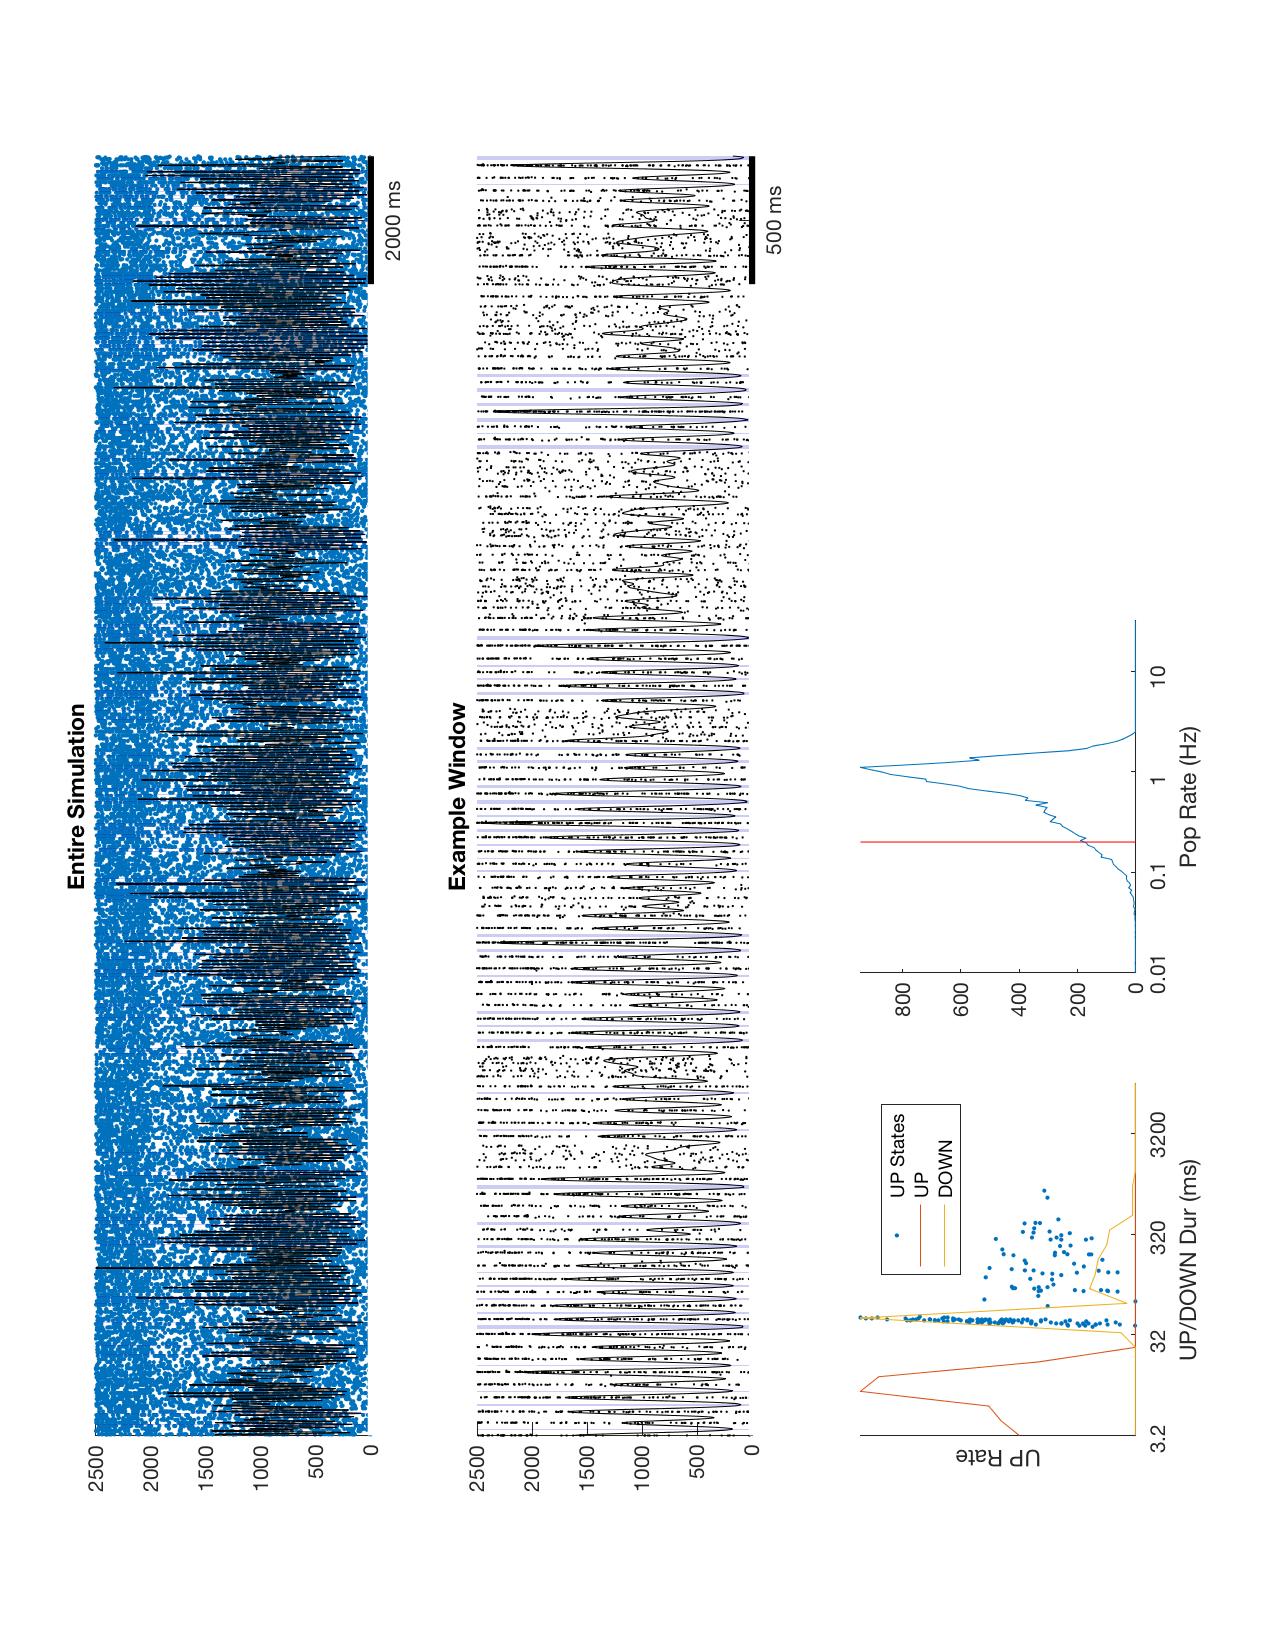 Entire Simulation
2500
2000
1500
1000
500
0
2000 ms
Example Window
2500
2000
1500
1000
500
0
500 ms
UP Rate
UP States
UP
DOWN
3.2 32 320 3200
UP/DOWN Dur (ms)
800
600
400
200
0
0.01 0.1 1 10
Pop Rate (Hz)